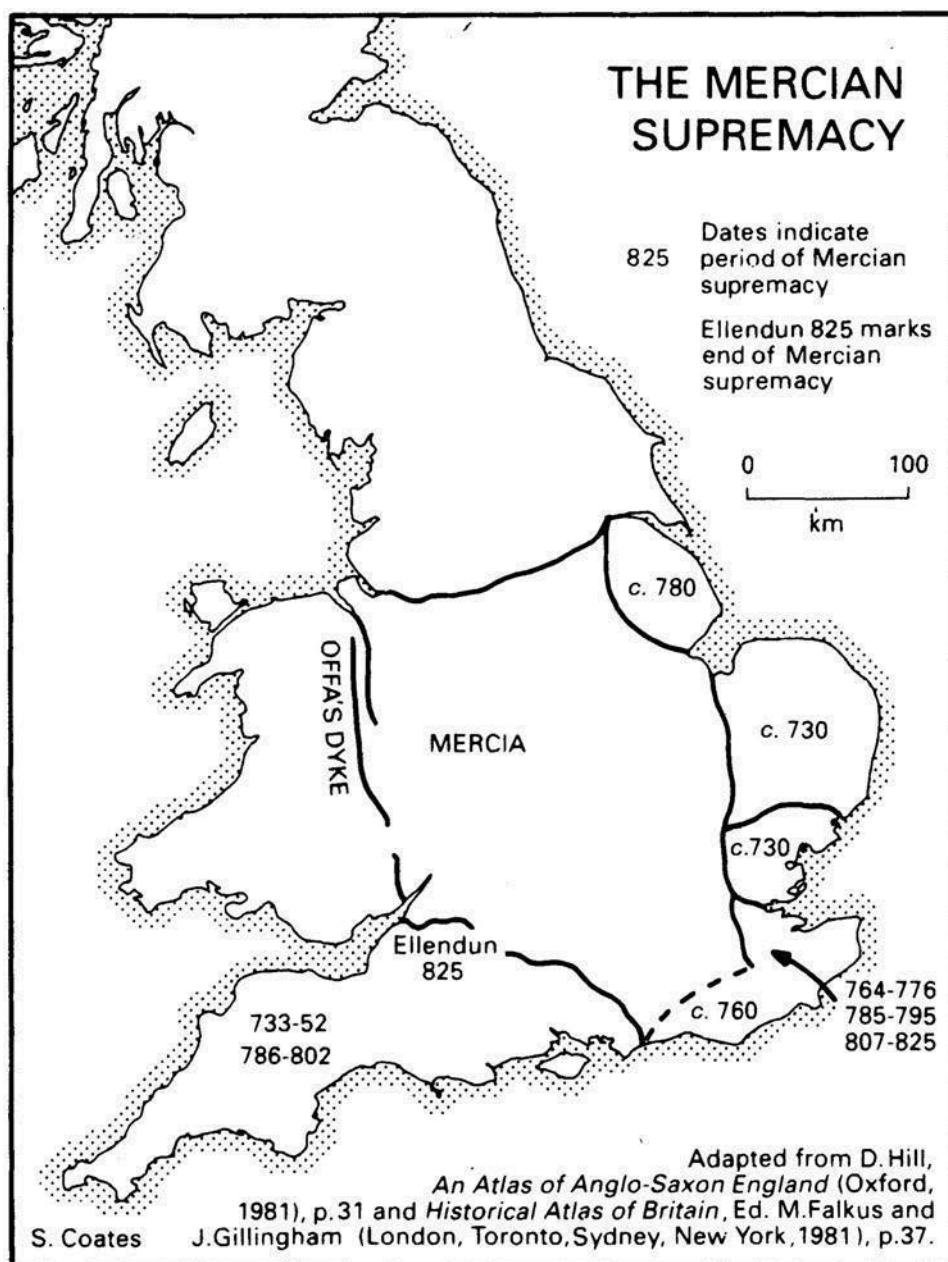 THE MERCIAN
SUPREMACY
825
Dates indicate
period of Mercian
supremacy
Ellendun 825 marks
end of Mercian
supremacy
0 100
km
c. 780
OFFA'S DYKE
MERCIA
c. 730
c. 730
Ellendun
825
c. 760
764-776
785-795
807-825
733-52
786-802
Adapted from D. Hill,
An Atlas of Anglo-Saxon England (Oxford,
1981), p.31 and Historical Atlas of Britain, Ed. M.Falkus and
S. Coates J.Gillingham (London, Toronto, Sydney, New York, 1981), p.37.